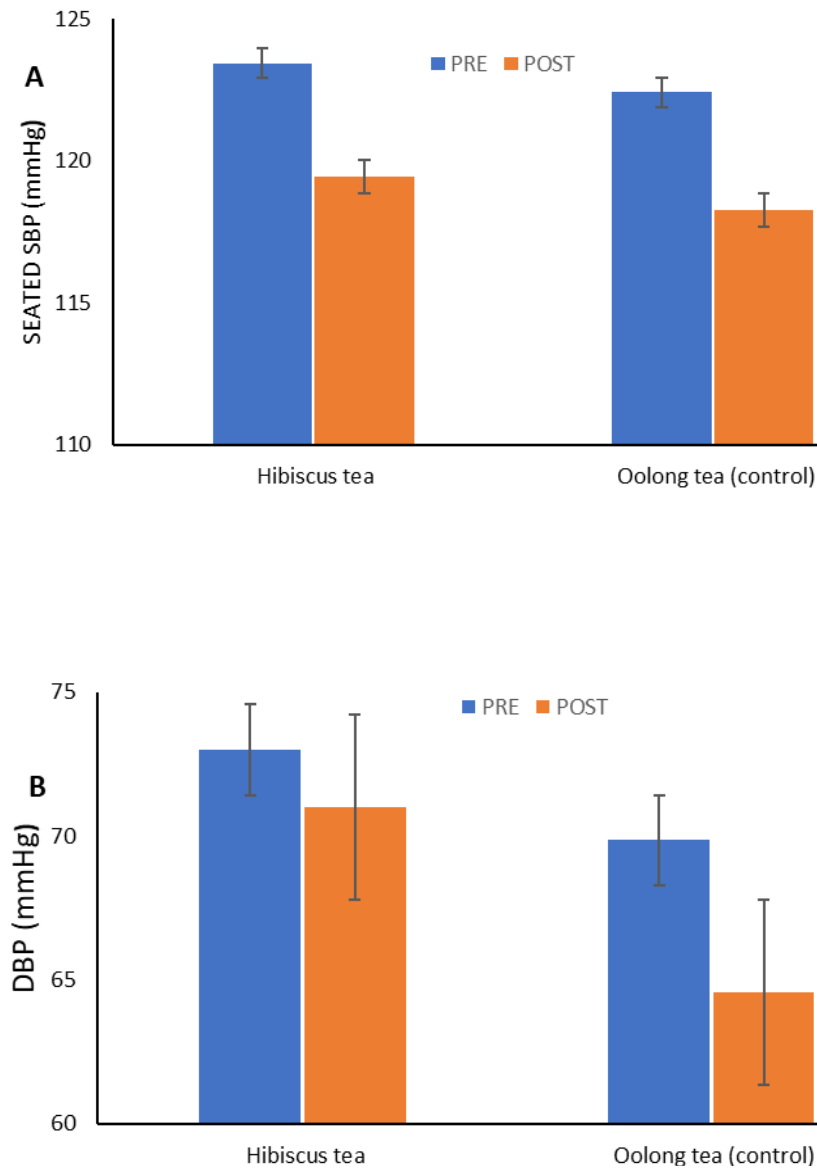 125
A
PRE POST
120
SEATED SBP (mmHg)
115
110
Hibiscus tea Oolong tea (control)
75
PRE POST
B
70
DBP (mmHg)
65
60
Hibiscus tea Oolong tea (control)